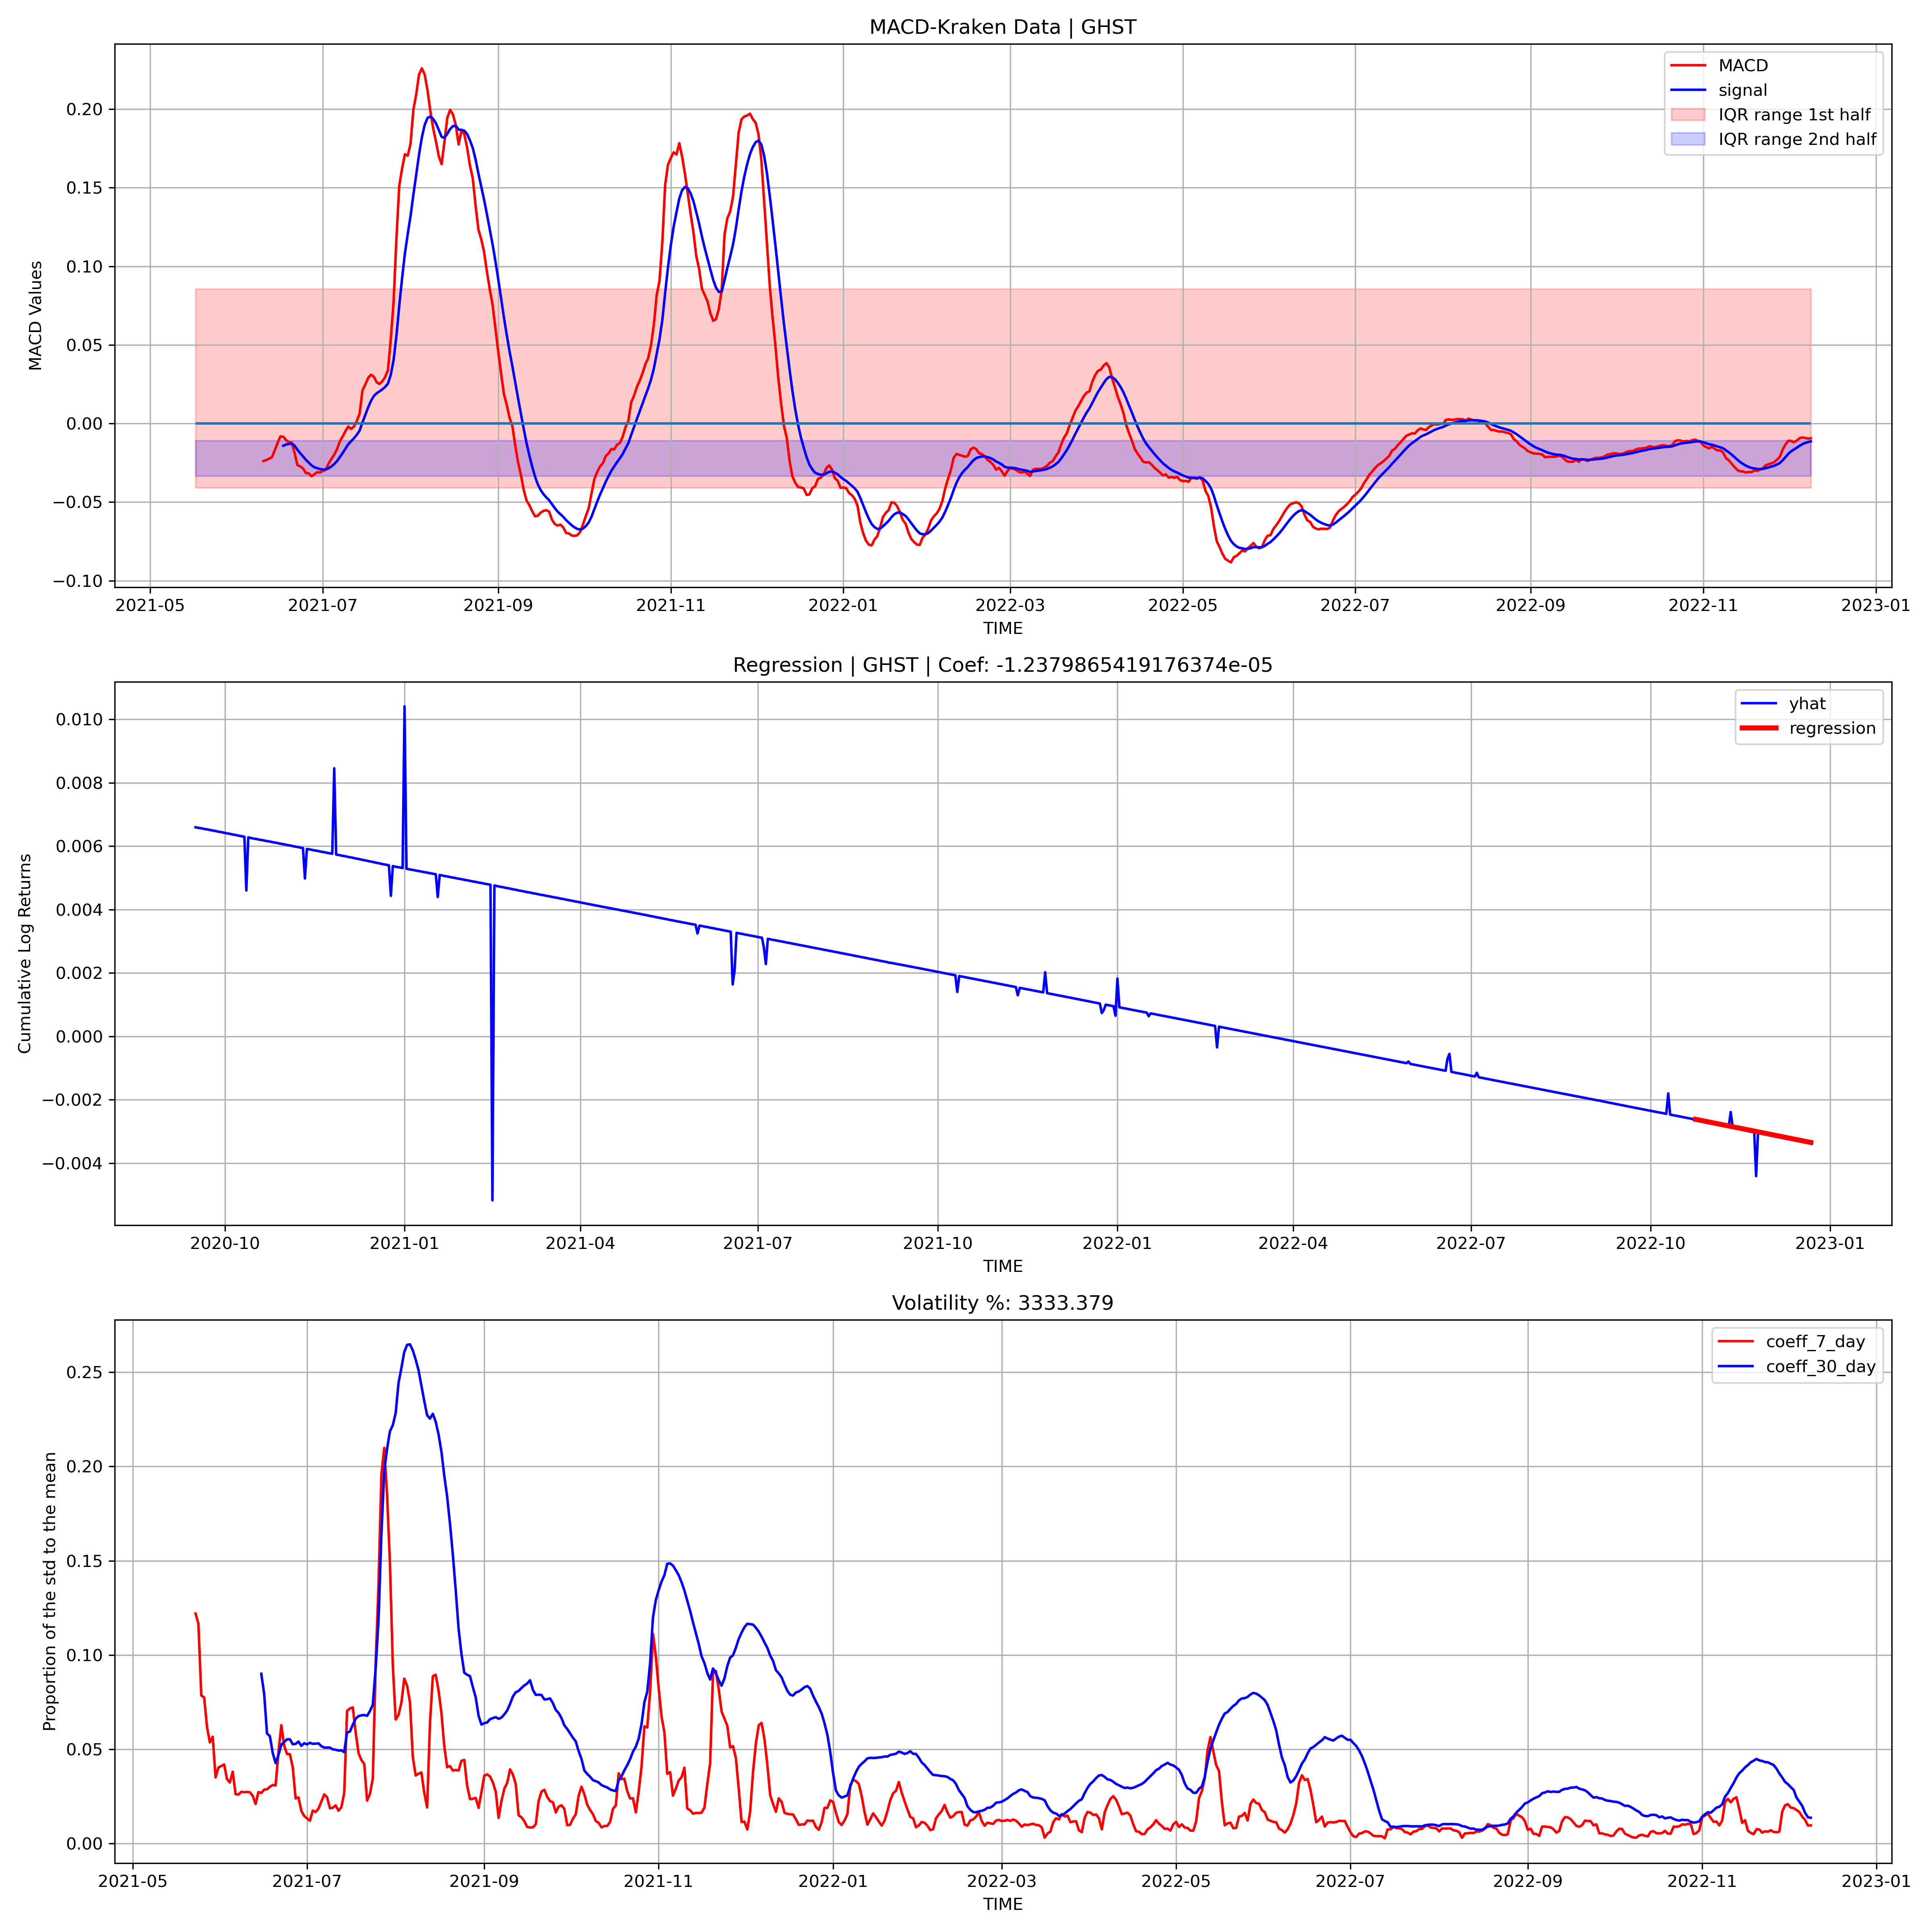 MACD-Kraken Data | GHST
MACD
signal
IQR range 1st half
IQR range 2nd half
MACD Values
0.20
0.15
0.10
0.05
0.00
−0.05
−0.10
2021-05 2021-07 2021-09 2021-11 2022-01 2022-03 2022-05 2022-07 2022-09 2022-11 2023-01
TIME
Regression | GHST | Coef: -1.2379865419176374e-05
yhat
regression
Cumulative Log Returns
0.010
0.008
0.006
0.004
0.002
0.000
−0.002
−0.004
2020-10 2021-01 2021-04 2021-07 2021-10 2022-01 2022-04 2022-07 2022-10 2023-01
TIME
Volatility %: 3333.379
coeff_7_day
coeff_30_day
Proportion of the std to the mean
0.25
0.20
0.15
0.10
0.05
0.00
2021-05 2021-07 2021-09 2021-11 2022-01 2022-03 2022-05 2022-07 2022-09 2022-11 2023-01
TIME